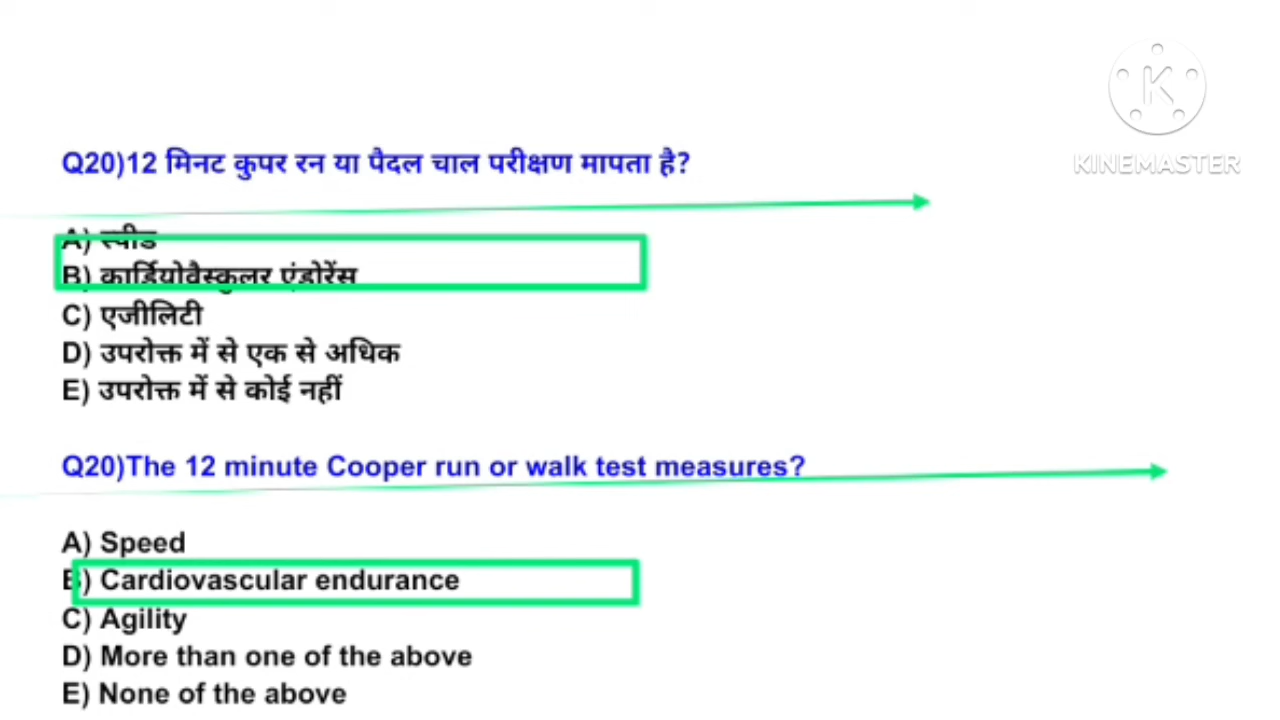 KINEMASTER
Q20)12 मिनट कुपर रन या पैदल चाल परीक्षण मापता है?
A) स्पीड
B) कार्डियोवैस्कुलर एंडोरेंस
C) एजीलिटी
D) उपरोक्त में से एक से अधिक
E) उपरोक्त में से कोई नहीं
Q20)The 12 minute Cooper run or walk test measures?
A) Speed
B) Cardiovascular endurance
C) Agility
D) More than one of the above
E) None of the above